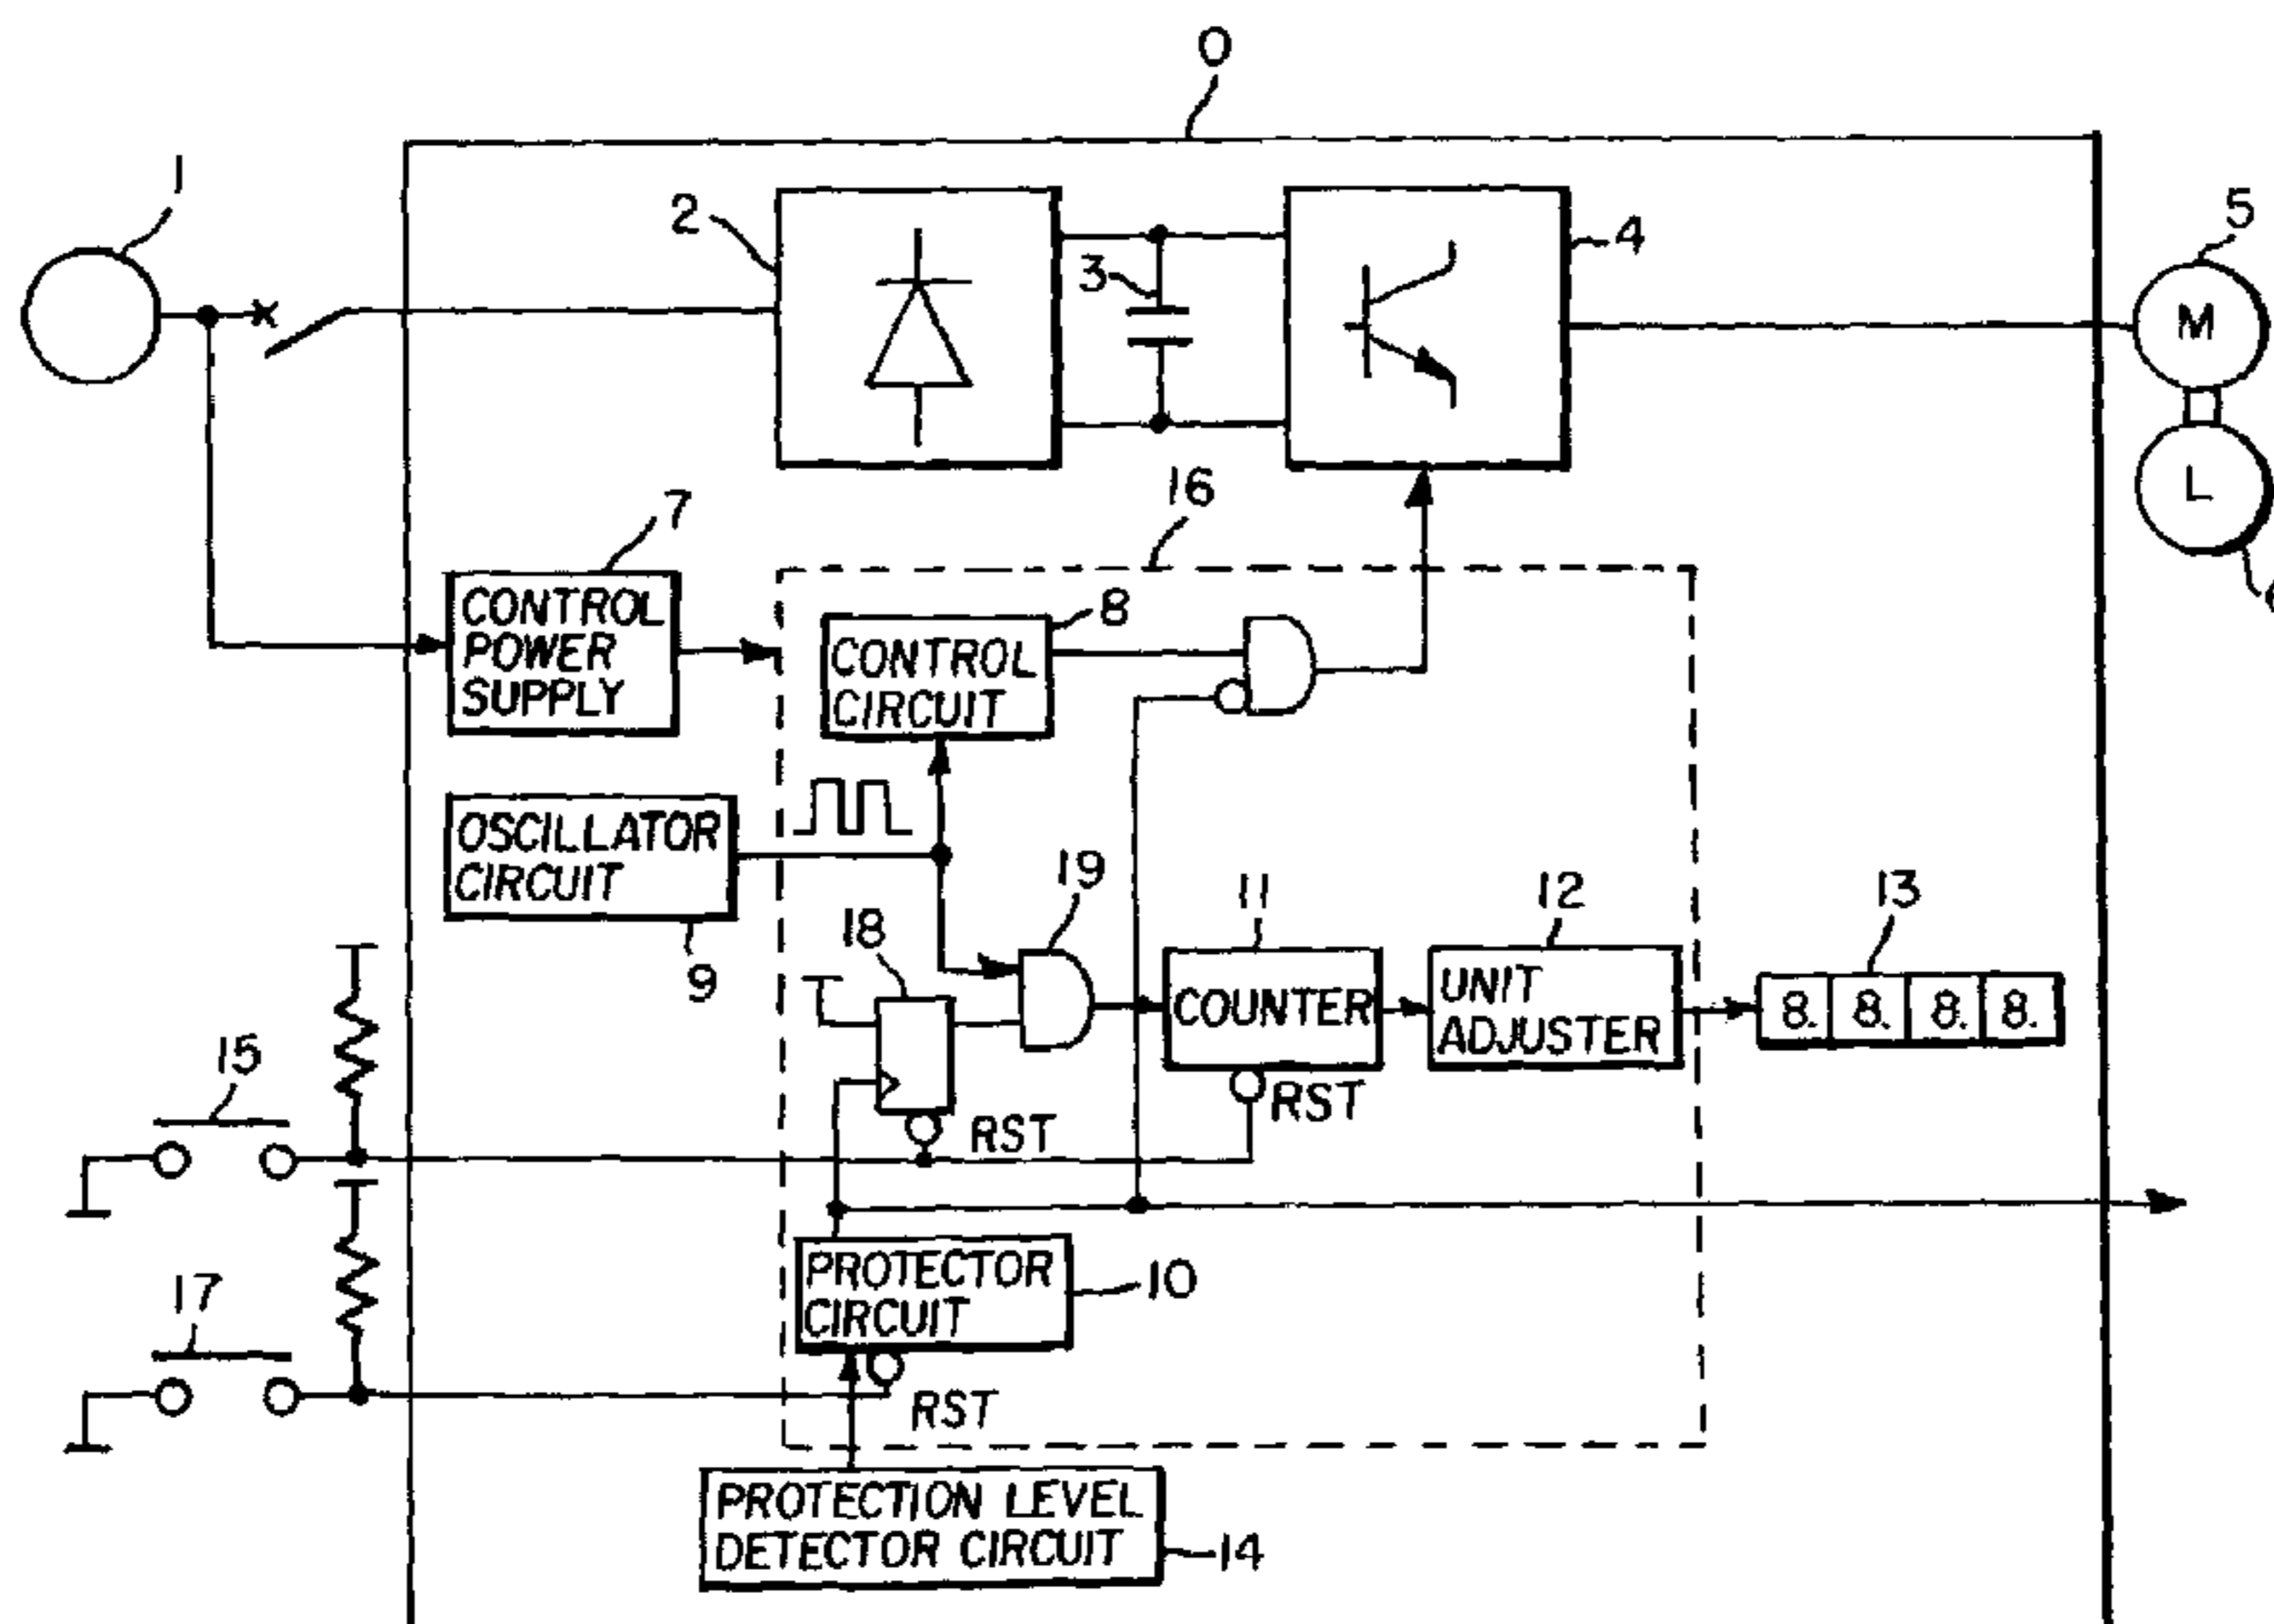 0
1
2
3
4
5
M
L
7
16
CONTROL
POWER
SUPPLY
8
CONTROL
CIRCUIT
OSCILLATOR
CIRCUIT
9
18
19
11
12
13
COUNTER
UNIT
ADJUSTER
8. 8. 8. 8.
15
RST
RST
17
PROTECTOR
CIRCUIT
10
RST
PROTECTION LEVEL
DETECTOR CIRCUIT
14